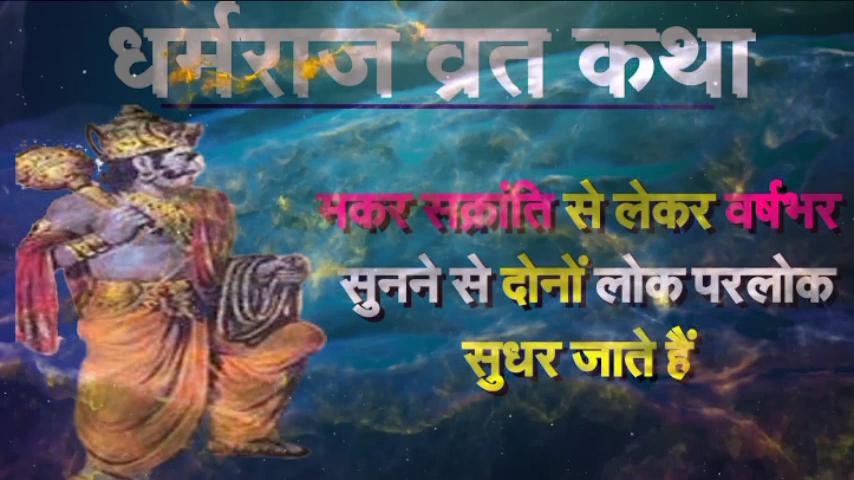 धर्मराज व्रत कथा
मकर सक्रांति से लेकर वर्षभर
सुनने से दोनों लोक परलोक
सुधर जाते हैं